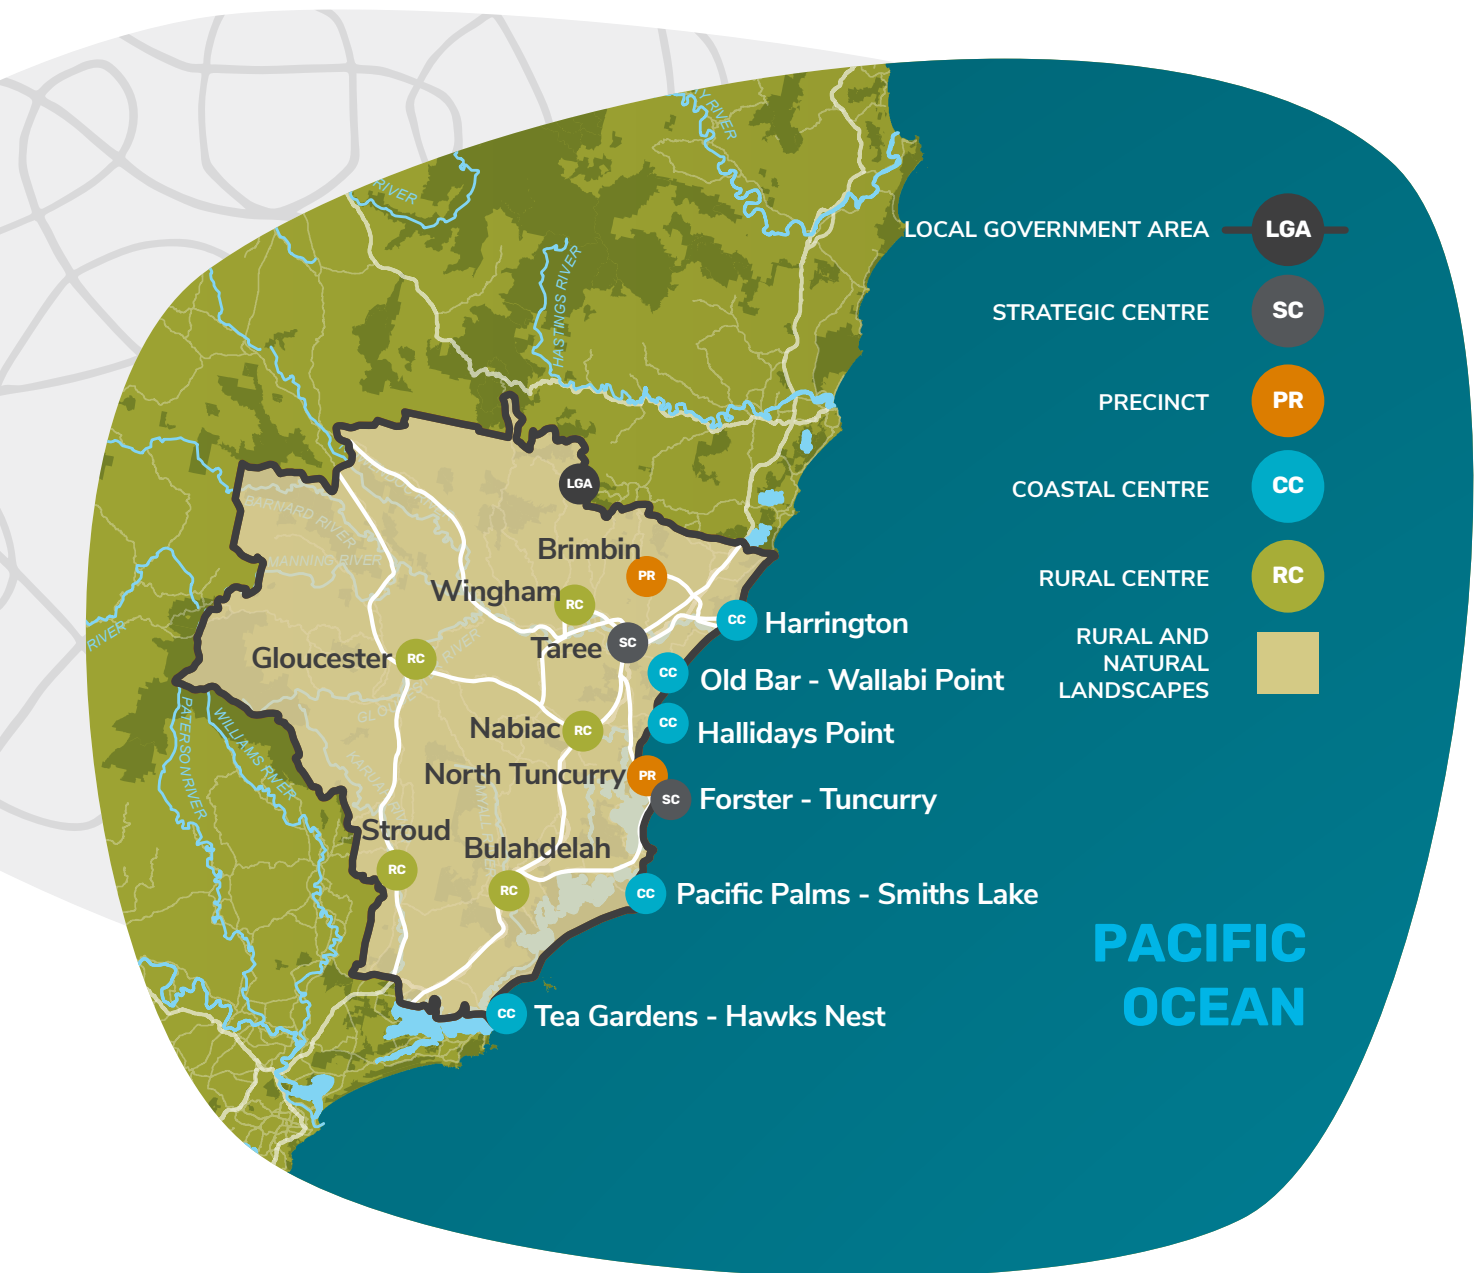 Y RIVER
RIVER
HASTINGS RIVER
LOCAL GOVERNMENT AREA
LGA
STRATEGIC CENTRE
SC
PRECINCT
PR
COASTAL CENTRE
CC
RURAL CENTRE
RC
RURAL AND
NATURAL
LANDSCAPES
LGA
BARNARD RIVER
MANNING RIVER
Brimbin
PR
Wingham
RC
Harrington
CC
RIVER
Taree
SC
RIVER
Gloucester
RC
Old Bar - Wallabi Point
CC
PATERSON RIVER
WILLIAMS RIVER
Nabiac
RC
Hallidays Point
CC
North Tuncurry
PR
Forster - Tuncurry
SC
MYALL
Stroud
RC
Bulahdelah
RC
Pacific Palms - Smiths Lake
CC
PACIFIC
OCEAN
Tea Gardens - Hawks Nest
CC